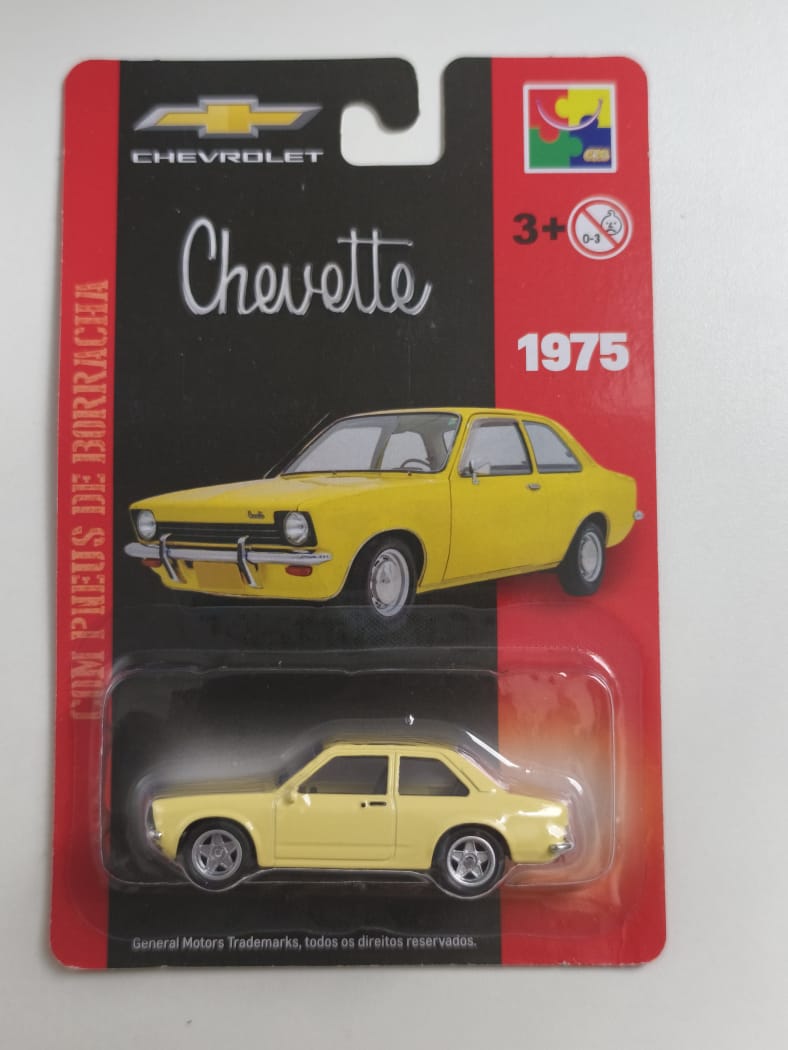 CHEVROLET
Chevette
3+
0-3
1975
COM PNEUS DE BORRACHA
General Motors Trademarks, todos os direitos reservados.